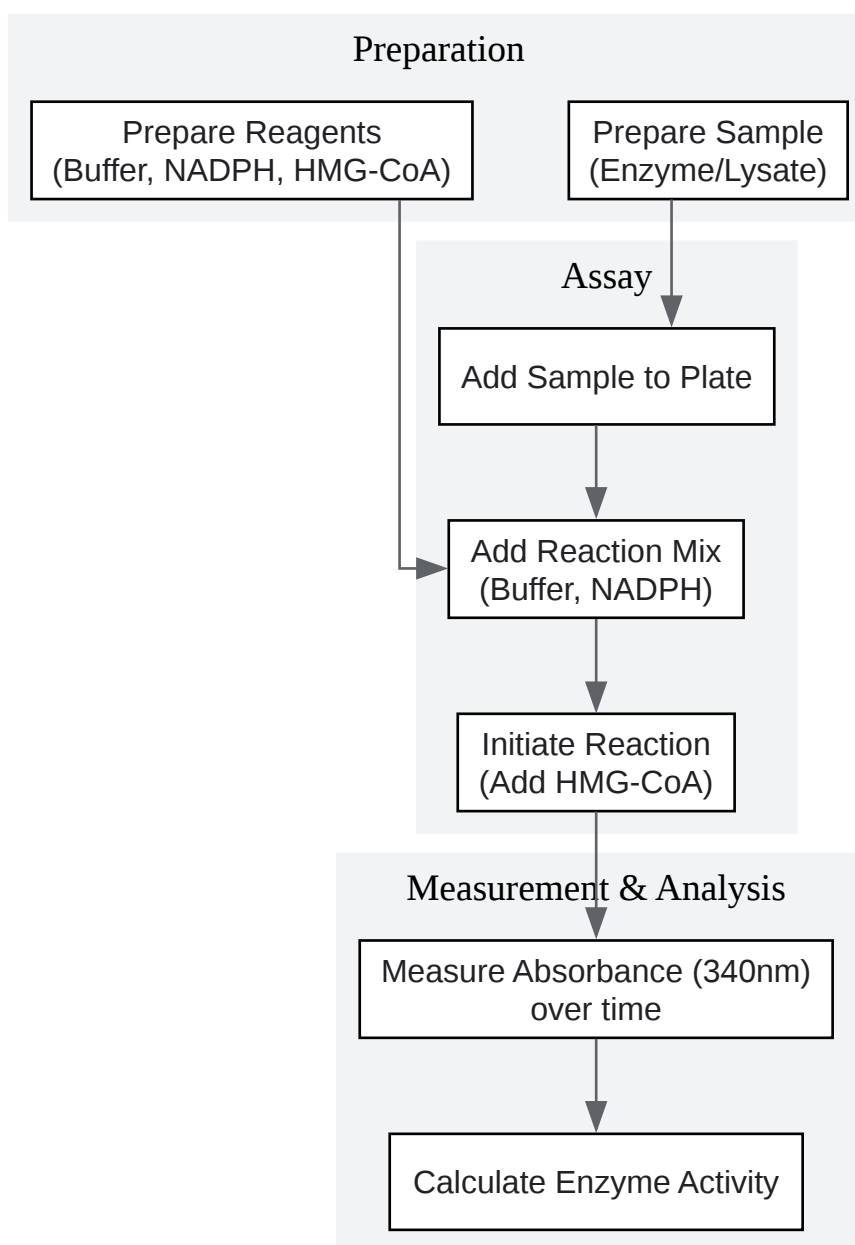 Preparation
Prepare Reagents
(Buffer, NADPH, HMG-CoA)
Prepare Sample
(Enzyme/Lysate)
Assay
Add Sample to Plate
Add Reaction Mix
(Buffer, NADPH)
Initiate Reaction
(Add HMG-CoA)
Measurement & Analysis
Measure Absorbance (340nm)
over time
Calculate Enzyme Activity